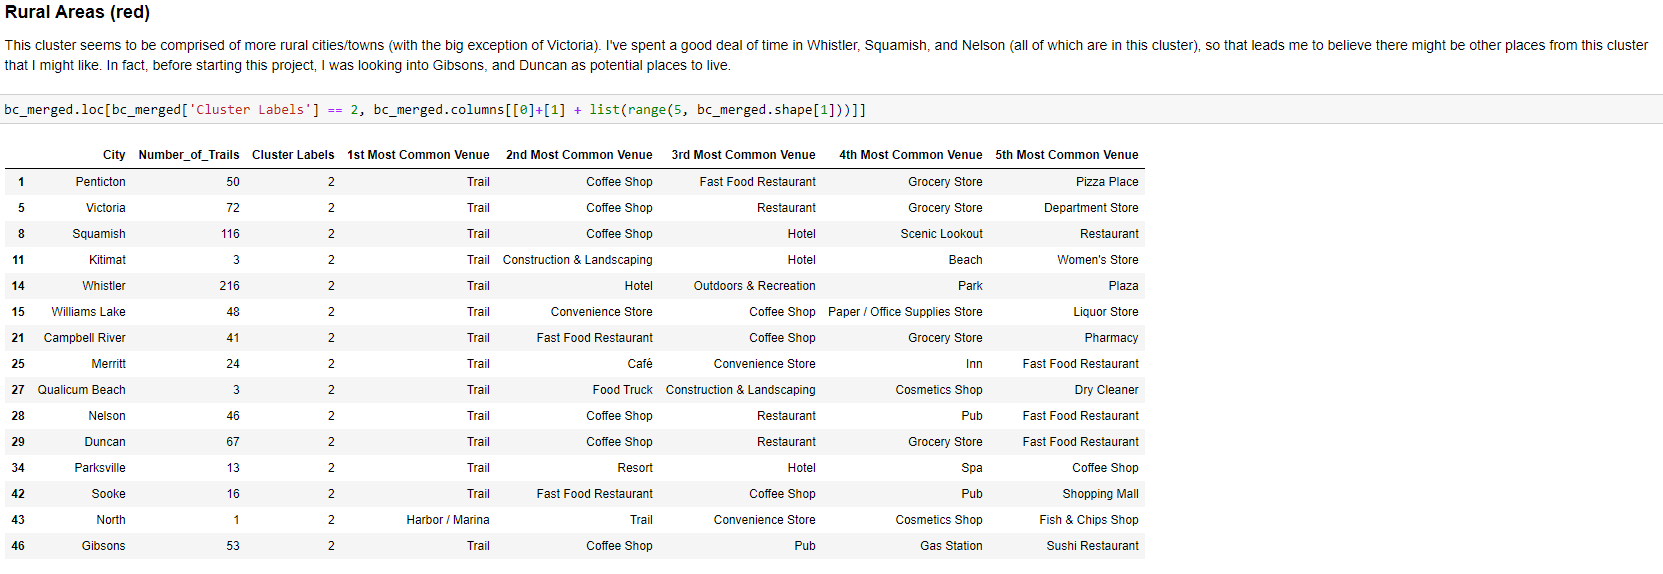 Rural Areas (red)
This cluster seems to be comprised of more rural cities/towns (with the big exception of Victoria). I've spent a good deal of time in Whistler, Squamish, and Nelson (all of which are in this cluster), so that leads me to believe there might be other places from this cluster
that I might like. In fact, before starting this project, I was looking into Gibsons, and Duncan as potential places to live.
bc_merged.loc[bc_merged['Cluster Labels'] == 2, bc_merged.columns[[0]+[1] + list(range(5, bc_merged.shape[1]))]]
City Number_of_Trails Cluster Labels 1st Most Common Venue 2nd Most Common Venue 3rd Most Common Venue 4th Most Common Venue 5th Most Common Venue
1 Penticton 50 2 Trail Coffee Shop Fast Food Restaurant Grocery Store Pizza Place
5 Victoria 72 2 Trail Coffee Shop Restaurant Grocery Store Department Store
8 Squamish 116 2 Trail Coffee Shop Hotel Scenic Lookout Restaurant
11 Kitimat 3 2 Trail Construction & Landscaping Hotel Beach Women's Store
14 Whistler 216 2 Trail Hotel Outdoors & Recreation Park Plaza
15 Williams Lake 48 2 Trail Convenience Store Coffee Shop Paper / Office Supplies Store Liquor Store
21 Campbell River 41 2 Trail Fast Food Restaurant Coffee Shop Grocery Store Pharmacy
25 Merritt 24 2 Trail Café Convenience Store Inn Fast Food Restaurant
27 Qualicum Beach 3 2 Trail Food Truck Construction & Landscaping Cosmetics Shop Dry Cleaner
28 Nelson 46 2 Trail Coffee Shop Restaurant Pub Fast Food Restaurant
29 Duncan 67 2 Trail Coffee Shop Restaurant Grocery Store Fast Food Restaurant
34 Parksville 13 2 Trail Resort Hotel Spa Coffee Shop
42 Sooke 16 2 Trail Fast Food Restaurant Coffee Shop Pub Shopping Mall
43 North 1 2 Harbor / Marina Trail Convenience Store Cosmetics Shop Fish & Chips Shop
46 Gibsons 53 2 Trail Coffee Shop Pub Gas Station Sushi Restaurant